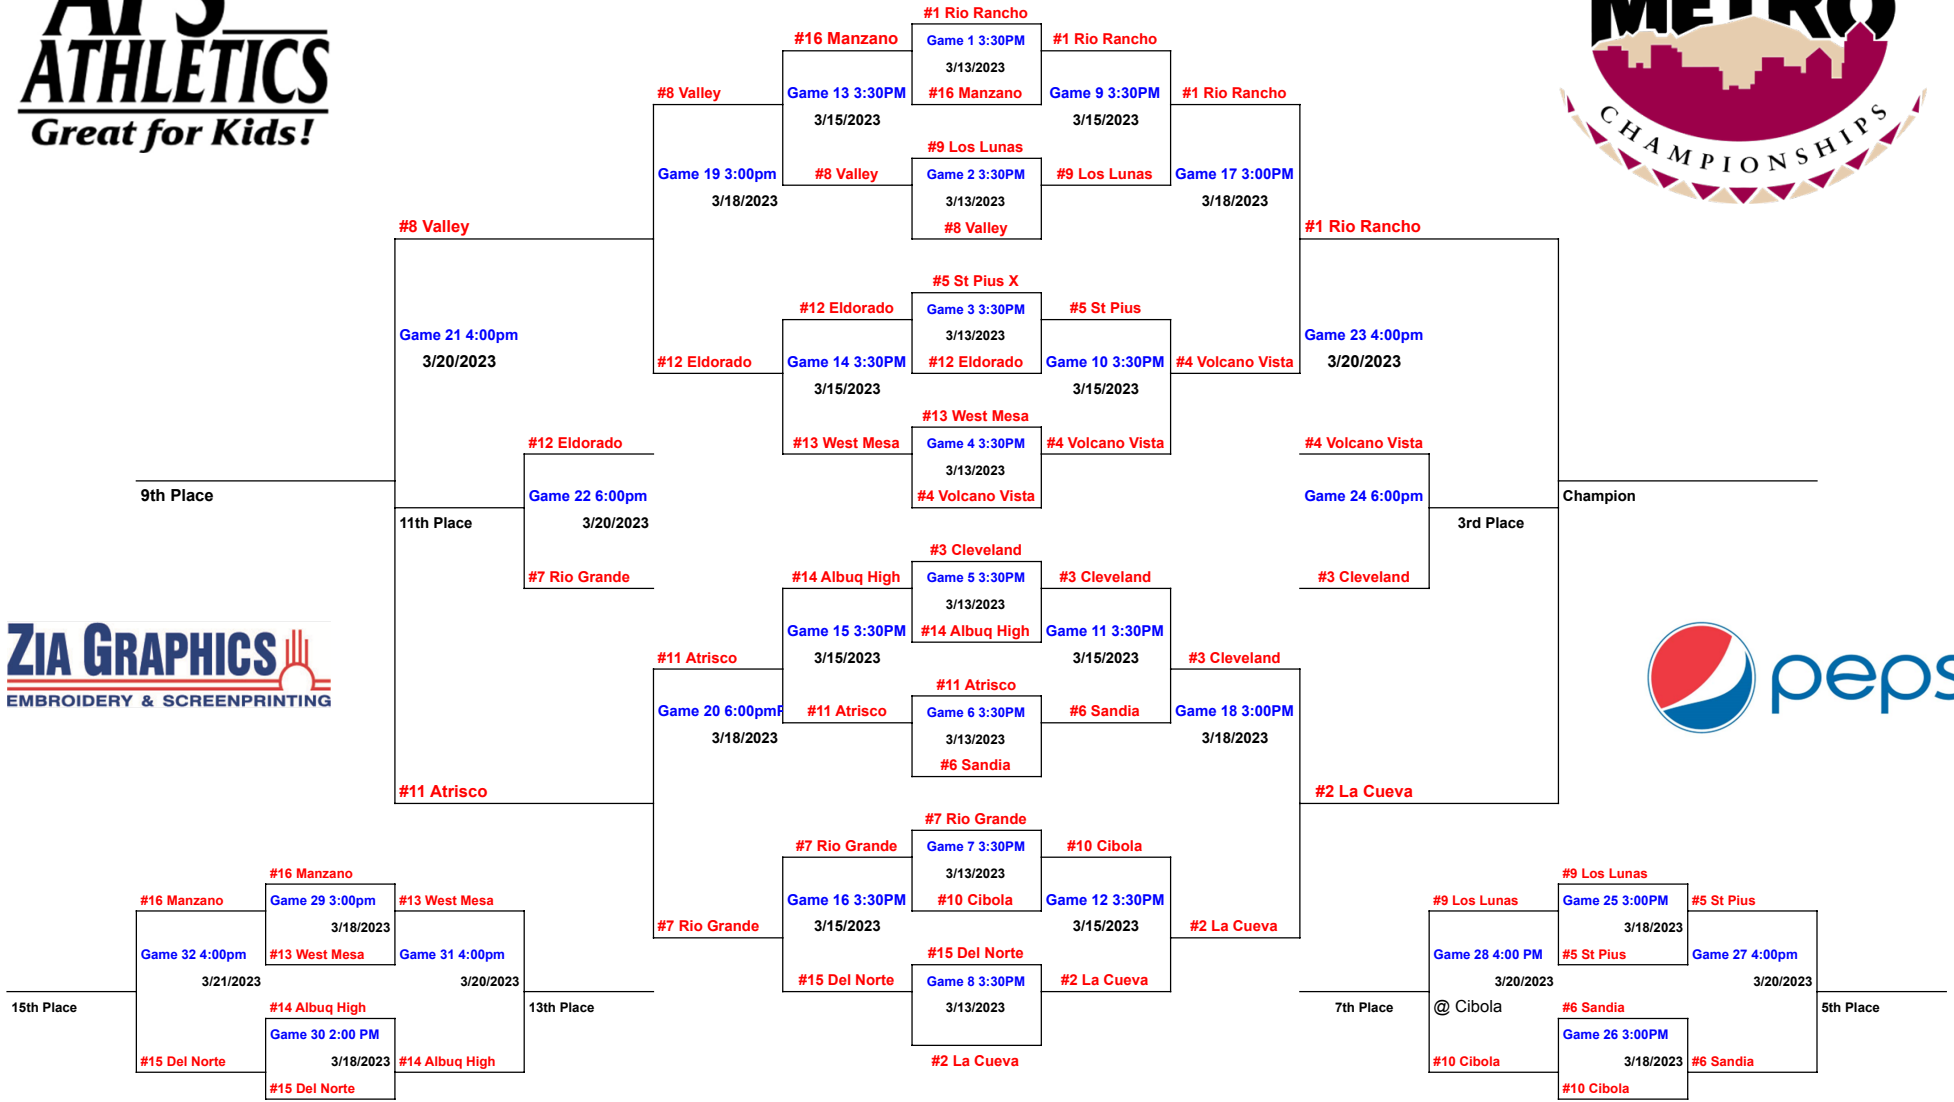 APS
ATHLETICS
Great for Kids!
METRO
CHAMPIONSHIPS
#1 Rio Rancho
#16 Manzano
Game 1 3:30PM
#1 Rio Rancho
3/13/2023
#8 Valley
Game 13 3:30PM
#16 Manzano
Game 9 3:30PM
#1 Rio Rancho
3/15/2023
3/15/2023
#9 Los Lunas
Game 19 3:00pm
#8 Valley
Game 2 3:30PM
#9 Los Lunas
Game 17 3:00PM
3/18/2023
3/13/2023
3/18/2023
#8 Valley
#8 Valley
#1 Rio Rancho
#5 St Pius X
#12 Eldorado
Game 3 3:30PM
#5 St Pius
Game 21 4:00pm
3/13/2023
Game 23 4:00pm
3/20/2023
#12 Eldorado
Game 14 3:30PM
#12 Eldorado
Game 10 3:30PM
#4 Volcano Vista
3/20/2023
3/15/2023
3/15/2023
#13 West Mesa
#12 Eldorado
#13 West Mesa
Game 4 3:30PM
#4 Volcano Vista
#4 Volcano Vista
3/13/2023
9th Place
Game 22 6:00pm
#4 Volcano Vista
Game 24 6:00pm
Champion
11th Place
3/20/2023
3rd Place
#3 Cleveland
#7 Rio Grande
#14 Albuq High
Game 5 3:30PM
#3 Cleveland
#3 Cleveland
3/13/2023
Game 15 3:30PM
#14 Albuq High
Game 11 3:30PM
ZIA GRAPHICS
EMBROIDERY & SCREENPRINTING
peps
#11 Atrisco
3/15/2023
3/15/2023
#3 Cleveland
#11 Atrisco
Game 20 6:00pmF
#11 Atrisco
Game 6 3:30PM
#6 Sandia
Game 18 3:00PM
3/18/2023
3/13/2023
3/18/2023
#6 Sandia
#11 Atrisco
#2 La Cueva
#7 Rio Grande
#7 Rio Grande
Game 7 3:30PM
#10 Cibola
#16 Manzano
3/13/2023
#9 Los Lunas
#16 Manzano
Game 29 3:00pm
#13 West Mesa
Game 16 3:30PM
#10 Cibola
Game 12 3:30PM
#9 Los Lunas
Game 25 3:00PM
#5 St Pius
3/18/2023
#7 Rio Grande
3/15/2023
3/15/2023
#2 La Cueva
3/18/2023
Game 32 4:00pm
#13 West Mesa
Game 31 4:00pm
#15 Del Norte
Game 28 4:00 PM
#5 St Pius
Game 27 4:00pm
3/21/2023
3/20/2023
#15 Del Norte
Game 8 3:30PM
#2 La Cueva
3/20/2023
3/20/2023
15th Place
#14 Albuq High
13th Place
3/13/2023
7th Place
@ Cibola
#6 Sandia
5th Place
Game 30 2:00 PM
Game 26 3:00PM
#15 Del Norte
3/18/2023
#14 Albuq High
#2 La Cueva
#10 Cibola
3/18/2023
#6 Sandia
#15 Del Norte
#10 Cibola